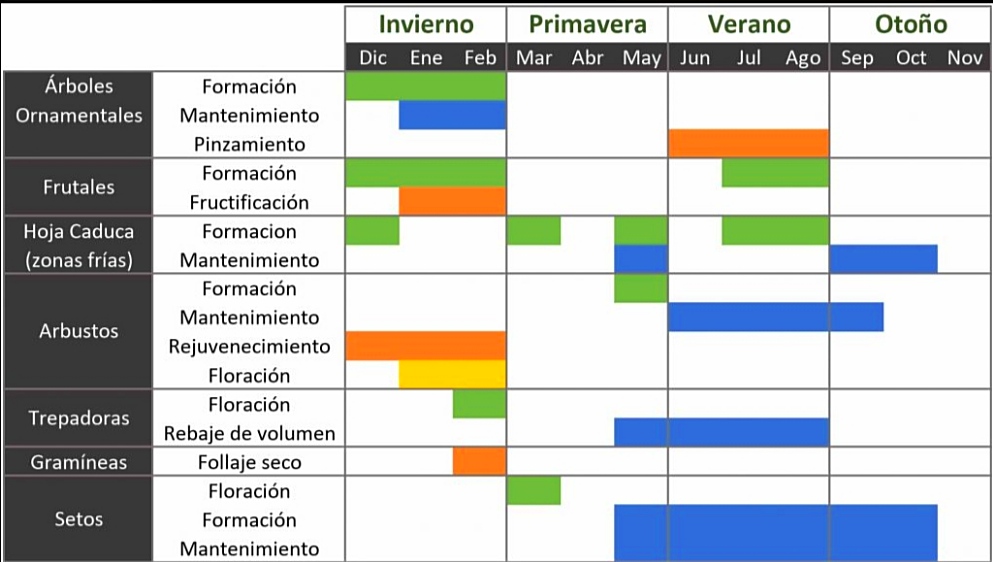 Invierno Primavera Verano Otoño
Dic Ene Feb Mar Abr May Jun Jul Ago Sep Oct Nov
Árboles Ornamentales
Formación
Mantenimiento
Pinzamiento
Frutales
Formación
Fructificación
Hoja Caduca
(zonas frías)
Formacion
Mantenimiento
Arbustos
Formación
Mantenimiento
Rejuvenecimiento
Floración
Trepadoras
Floración
Rebaje de volumen
Gramíneas
Follaje seco
Setos
Floración
Formación
Mantenimiento